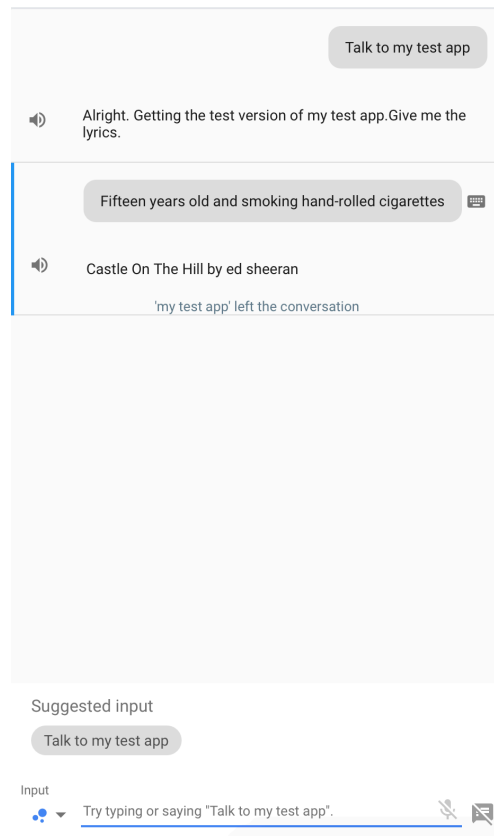 Talk to my test app
Alright. Getting the test version of my test app.Give me the
lyrics.
Fifteen years old and smoking hand-rolled cigarettes
Castle On The Hill by ed sheeran
'my test app' left the conversation
Suggested input
Talk to my test app
Input
Try typing or saying "Talk to my test app".